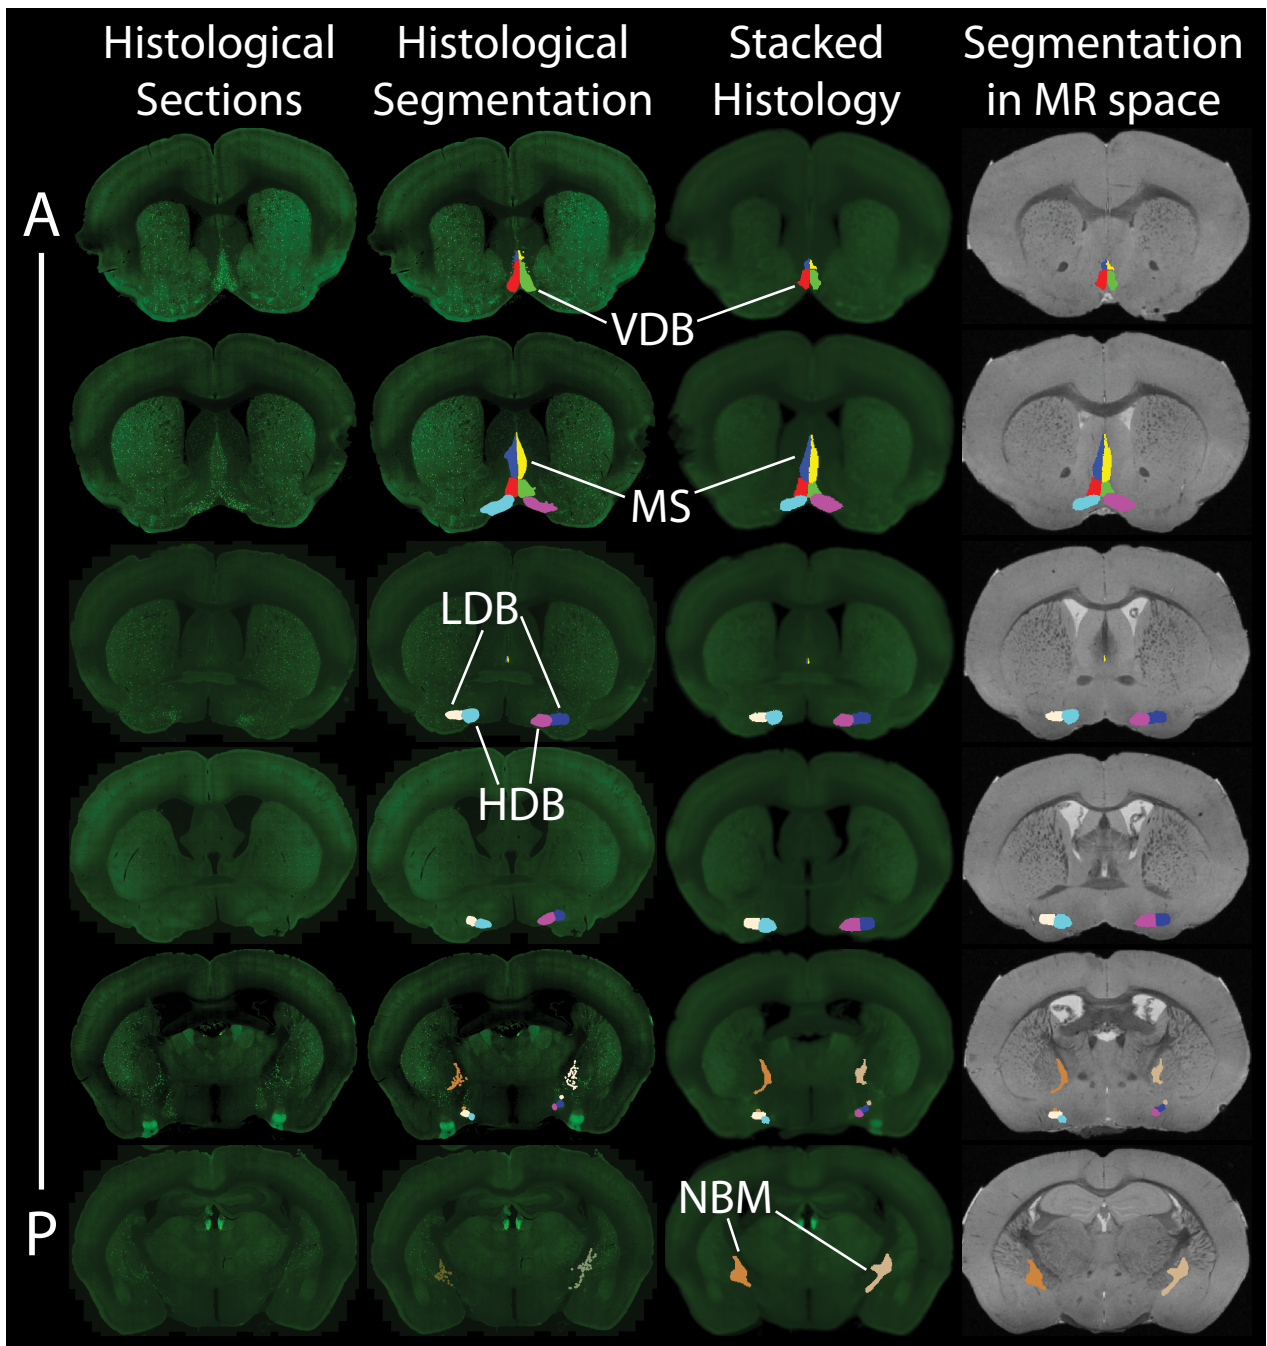 Histological
Sections
Histological
Segmentation
Stacked
Histology
Segmentation
in MR space
A
VDB
MS
LDB
HDB
NBM
P